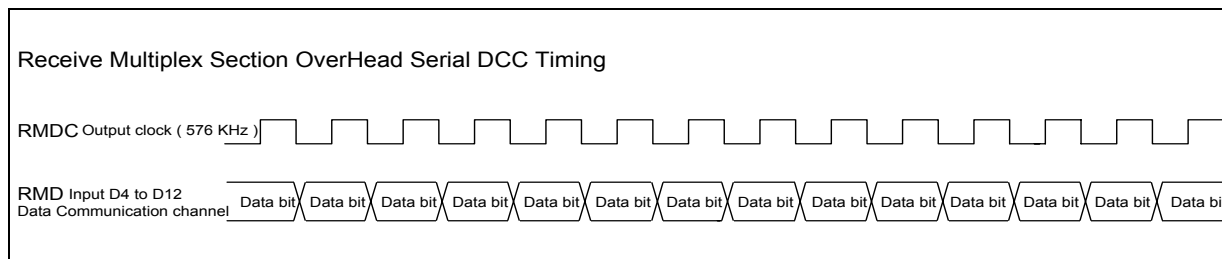 Receive Multiplex Section OverHead Serial DCC Timing
RMDC Output clock ( 576 KHz )
RMD Input D4 to D12
Data Communication channel
Data bit Data bit Data bit Data bit Data bit Data bit Data bit Data bit Data bit Data bit Data bit Data bit Data bit Data bi